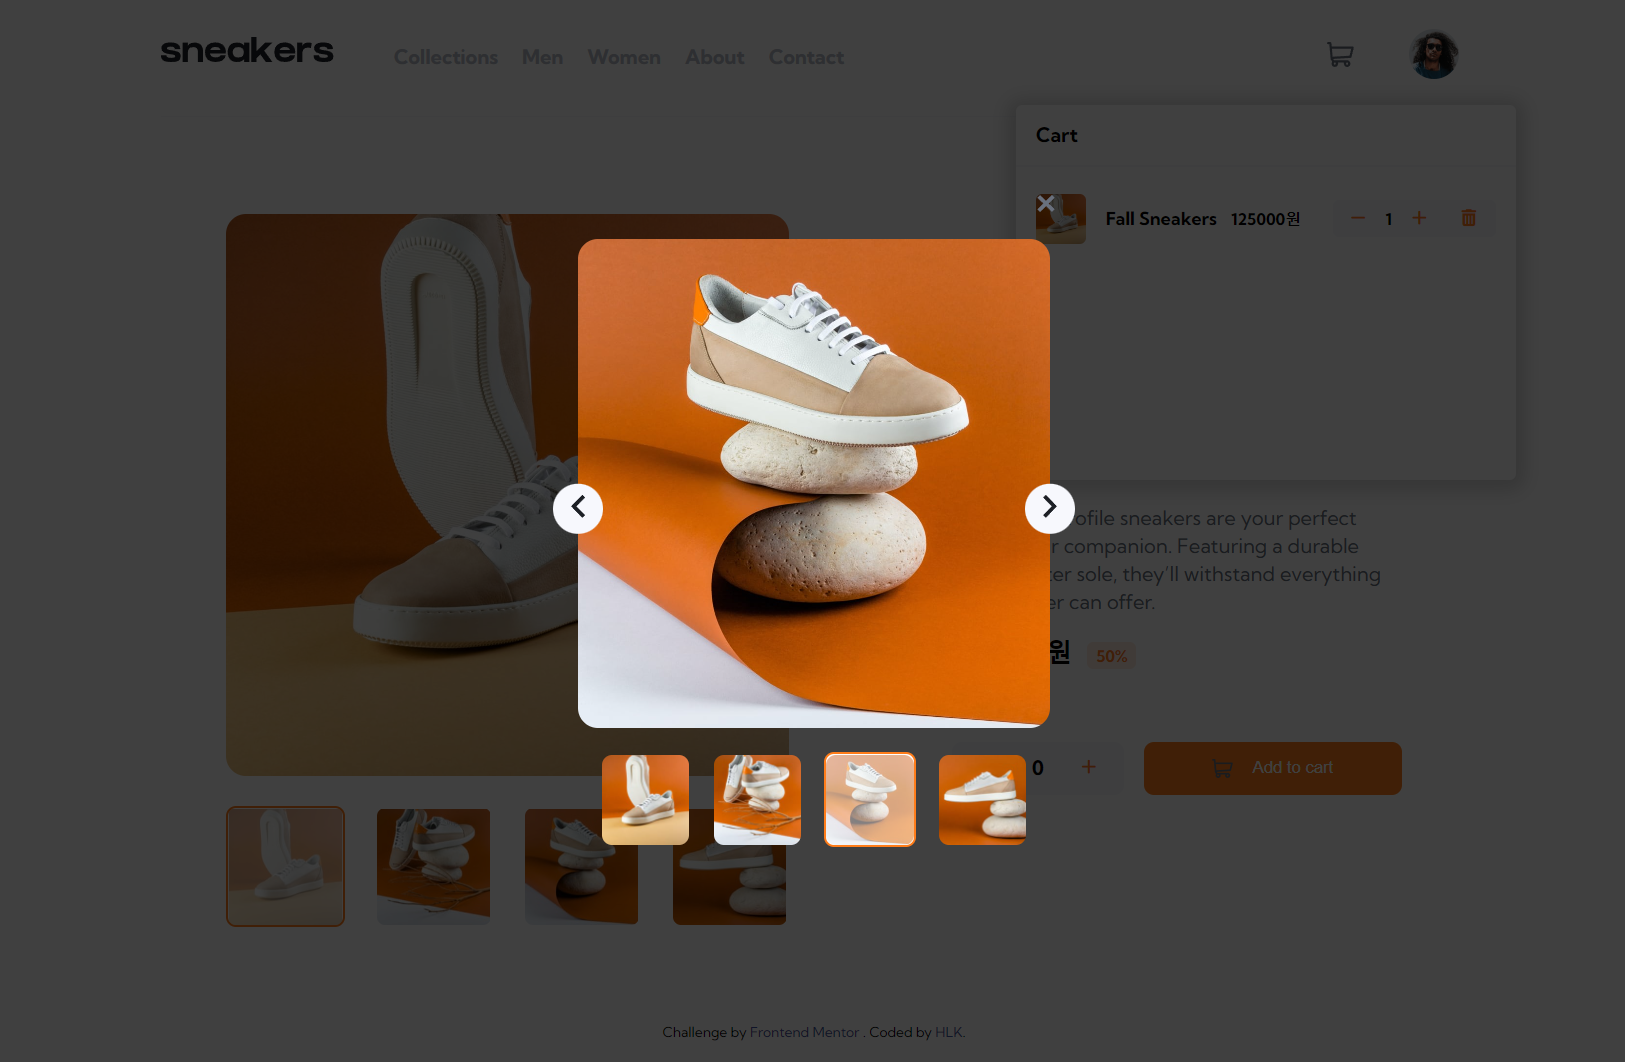 sneakers
Collections Men Women About Contact
Cart
Fall Sneakers 125000원 1
ofile sneakers are your perfect
r companion. Featuring a durable
er sole, they'll withstand everything
er can offer.
원 50%
0
Add to cart
Challenge by Frontend Mentor . Coded by HLK.